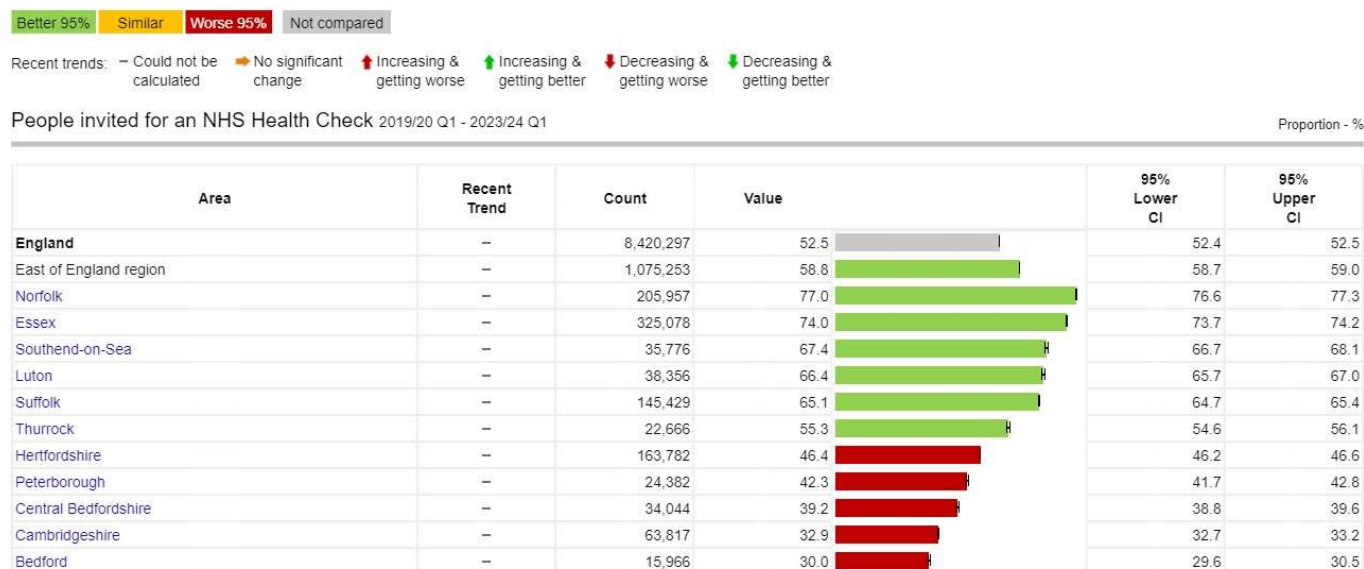 Better 95% Similar Worse 95% Not compared
Recent trends: – Could not be calculated ➡ No significant change ⬆ Increasing & getting worse ⬆ Increasing & getting better ⬇ Decreasing & getting worse ⬇ Decreasing & getting better
People invited for an NHS Health Check 2019/20 Q1 - 2023/24 Q1 Proportion - %
Area Recent Trend Count Value 95% Lower CI 95% Upper CI
England – 8,420,297 52.5 52.4 52.5
East of England region – 1,075,253 58.8 58.7 59.0
Norfolk – 205,957 77.0 76.6 77.3
Essex – 325,078 74.0 73.7 74.2
Southend-on-Sea – 35,776 67.4 66.7 68.1
Luton – 38,356 66.4 65.7 67.0
Suffolk – 145,429 65.1 64.7 65.4
Thurrock – 22,666 55.3 54.6 56.1
Hertfordshire – 163,782 46.4 46.2 46.6
Peterborough – 24,382 42.3 41.7 42.8
Central Bedfordshire – 34,044 39.2 38.8 39.6
Cambridgeshire – 63,817 32.9 32.7 33.2
Bedford – 15,966 30.0 29.6 30.5